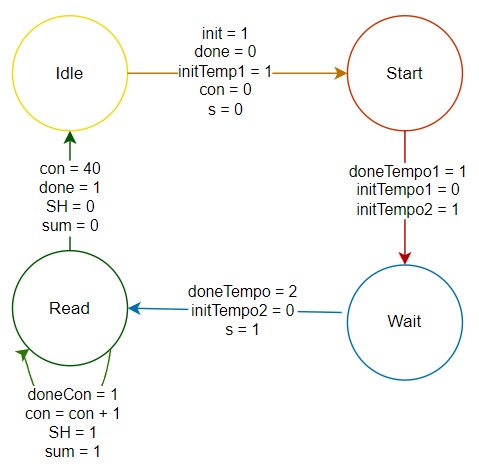 Idle
init = 1
done = 0
initTemp1 = 1
con = 0
s = 0
Start
doneTempo1 = 1
initTempo1 = 0
initTempo2 = 1
Wait
doneTempo = 2
initTempo2 = 0
s = 1
Read
con = 40
done = 1
SH = 0
sum = 0
doneCon = 1
con = con + 1
SH = 1
sum = 1